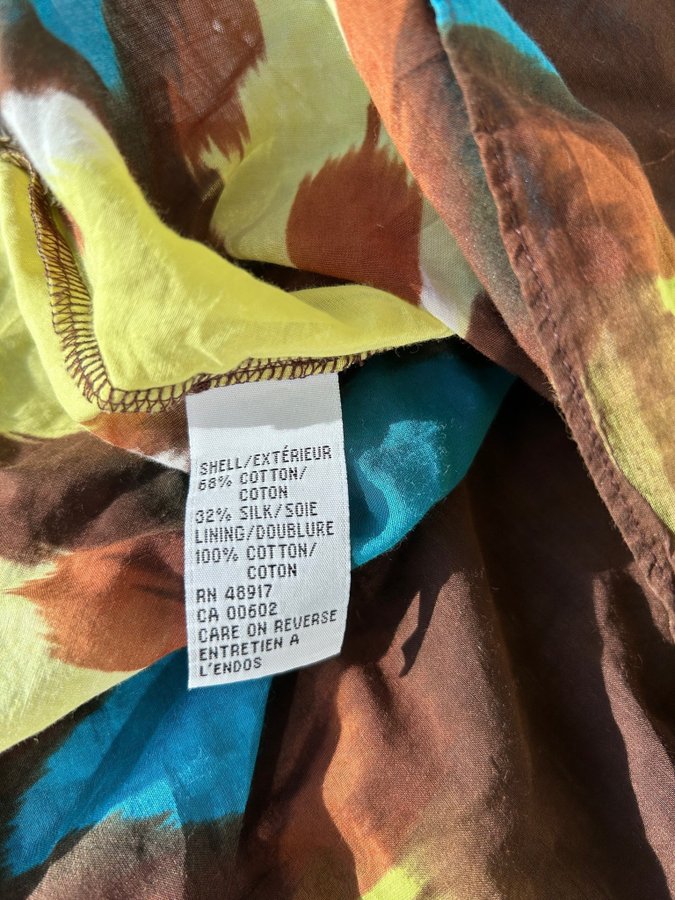 SHELL/EXTÉRIEUR
68% COTTON/
COTON
32% SILK/SOIE
LINING/DOUBLURE
100% COTTON/
COTON
RN 48917
CA 00602
CARE ON REVERSE
ENTRETIEN A
L'ENDOS